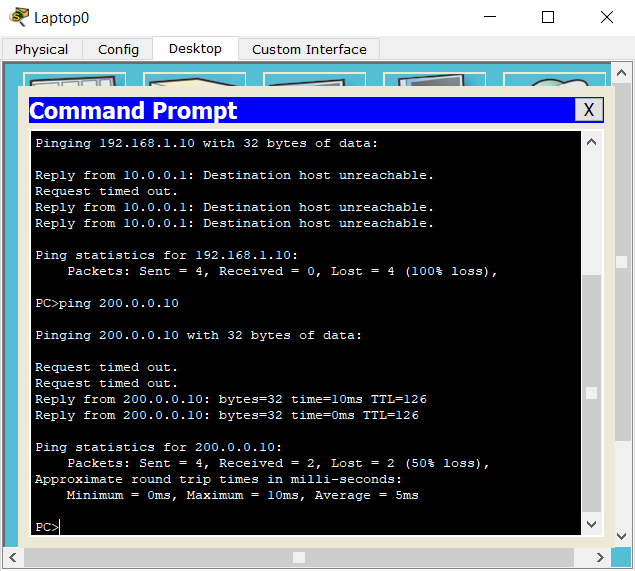 Laptop0
Physical Config Desktop Custom Interface
Command Prompt X
Pinging 192.168.1.10 with 32 bytes of data:
Reply from 10.0.0.1: Destination host unreachable.
Request timed out.
Reply from 10.0.0.1: Destination host unreachable.
Reply from 10.0.0.1: Destination host unreachable.
Ping statistics for 192.168.1.10:
Packets: Sent = 4, Received = 0, Lost = 4 (100% loss),
PC>ping 200.0.0.10
Pinging 200.0.0.10 with 32 bytes of data:
Request timed out.
Request timed out.
Reply from 200.0.0.10: bytes=32 time=10ms TTL=126
Reply from 200.0.0.10: bytes=32 time=0ms TTL=126
Ping statistics for 200.0.0.10:
Packets: Sent = 4, Received = 2, Lost = 2 (50% loss),
Approximate round trip times in milli-seconds:
Minimum = 0ms, Maximum = 10ms, Average = 5ms
PC>